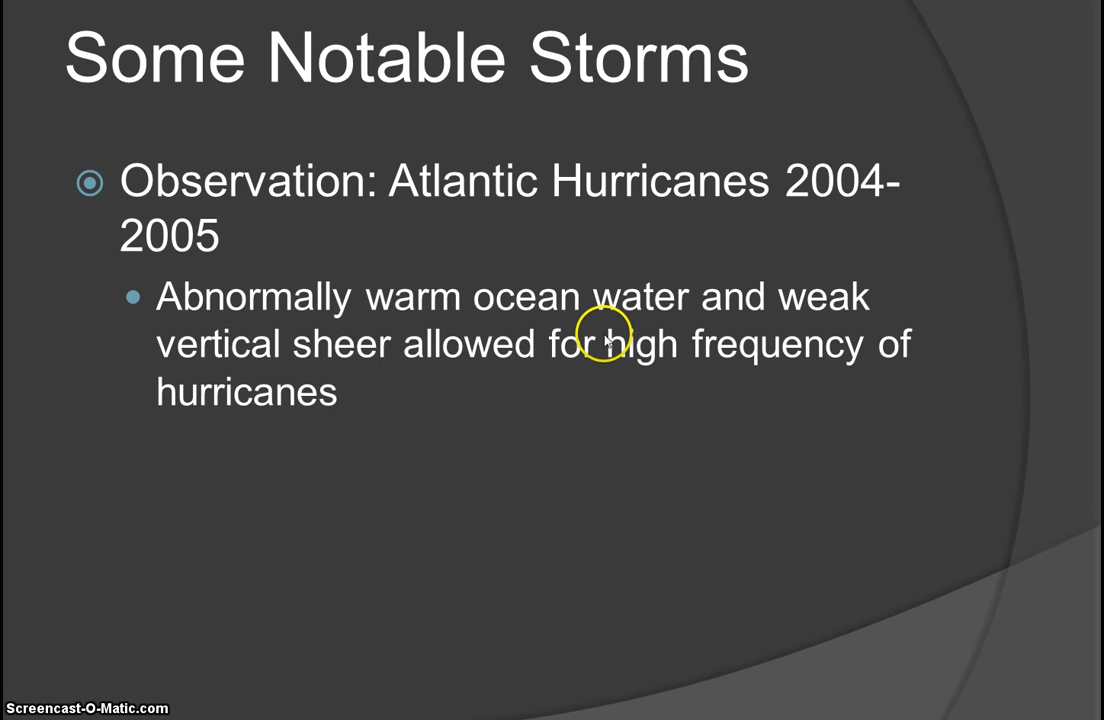 Some Notable Storms
Observation: Atlantic Hurricanes 2004-
2005
Abnormally warm ocean water and weak
vertical sheer allowed for high frequency of
hurricanes
Screencast-O-Matic.com